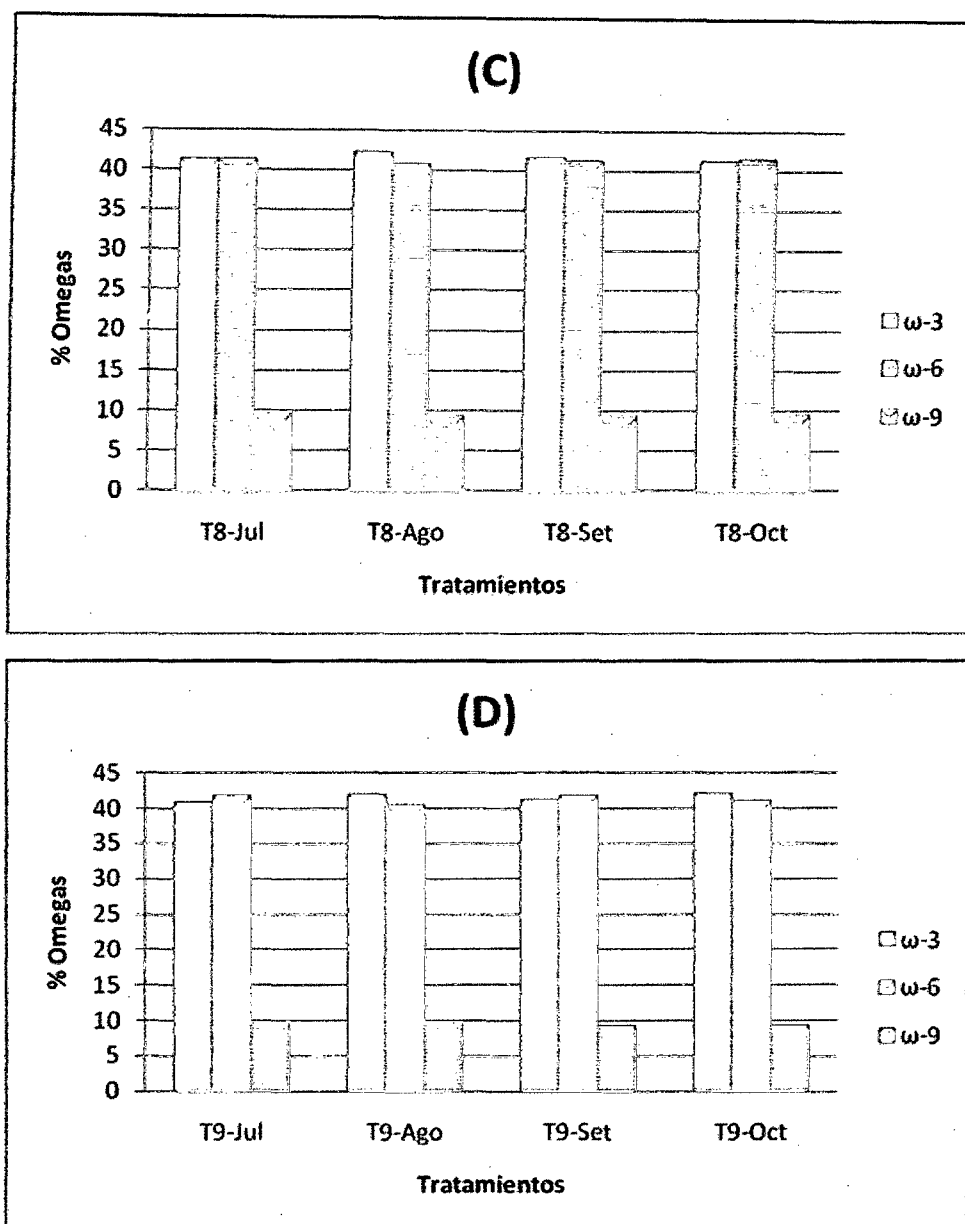 (C)
% Omegas
45
40
35
30
25
20
15
10
5
0
T8-Jul T8-Ago T8-Set T8-Oct
Tratamientos
ω-3
ω-6
ω-9
(D)
% Omegas
45
40
35
30
25
20
15
10
5
0
T9-Jul T9-Ago T9-Set T9-Oct
Tratamientos
ω-3
ω-6
ω-9